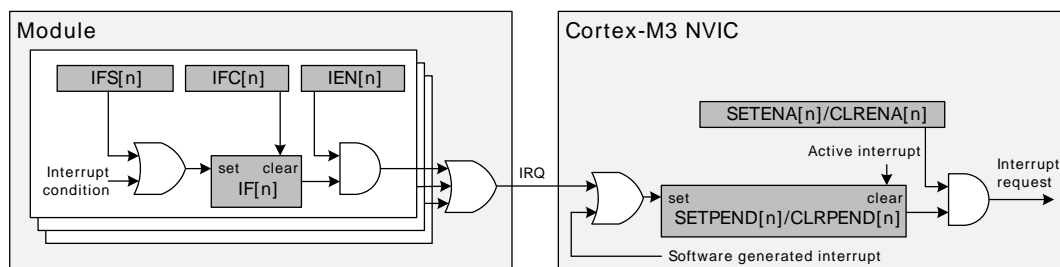 Module
IFS[n]
IFC[n]
IEN[n]
Interrupt
condition
set
clear
IF[n]
IRQ
Cortex-M3 NVIC
SETENA[n]/CLRENA[n]
Active interrupt
set
clear
SETPEND[n]/CLRPEND[n]
Interrupt
request
Software generated interrupt